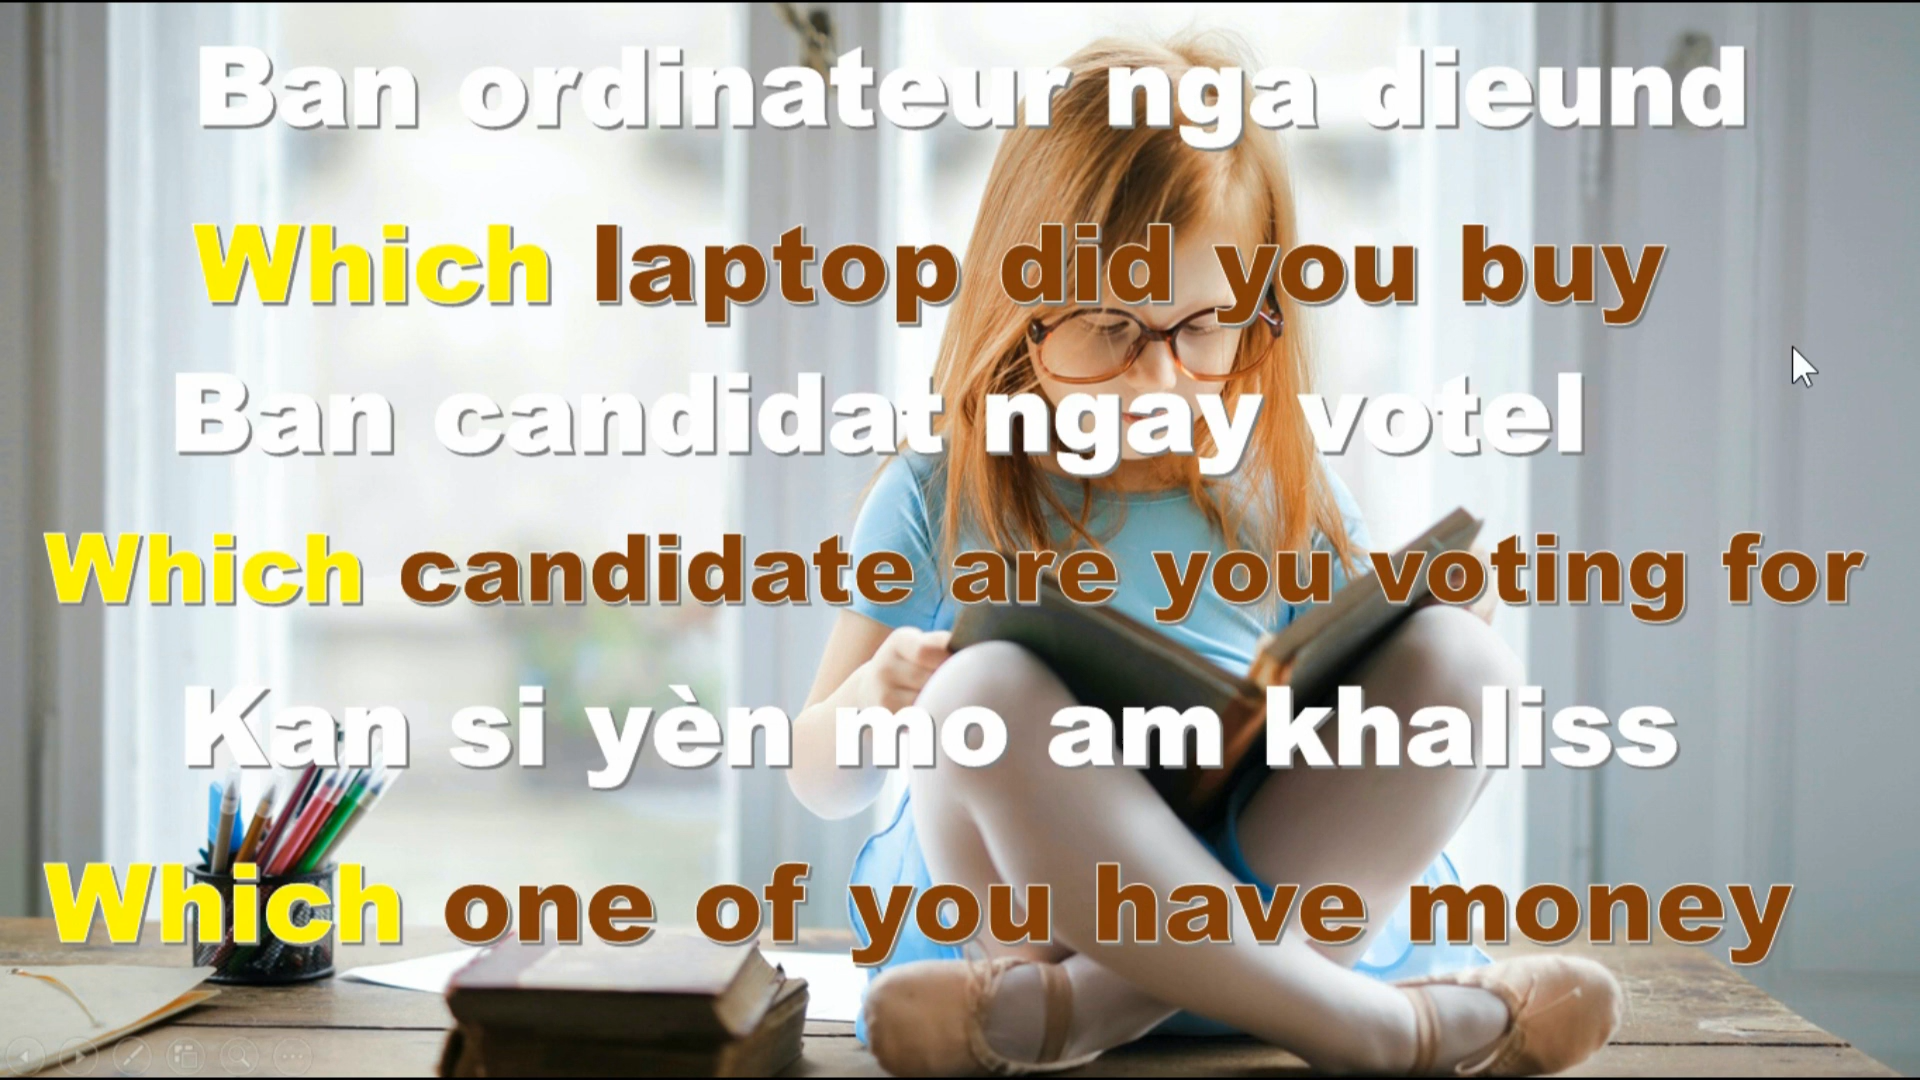 Ban ordinateur nga dieund
Which laptop did you buy
Ban candidat ngay votel
Which candidate are you voting for
Kan si yèn mo am khaliss
Which one of you have money